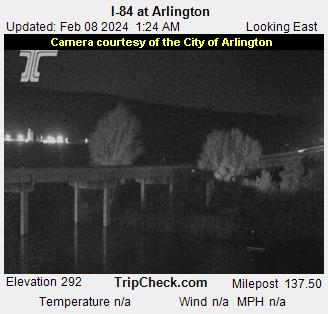 I-84 at Arlington
Updated: Feb 08 2024 1:24 AM Looking East
Camera courtesy of the City of Arlington
Elevation 292 TripCheck.com Milepost 137.50
Temperature n/a Wind n/a MPH n/a